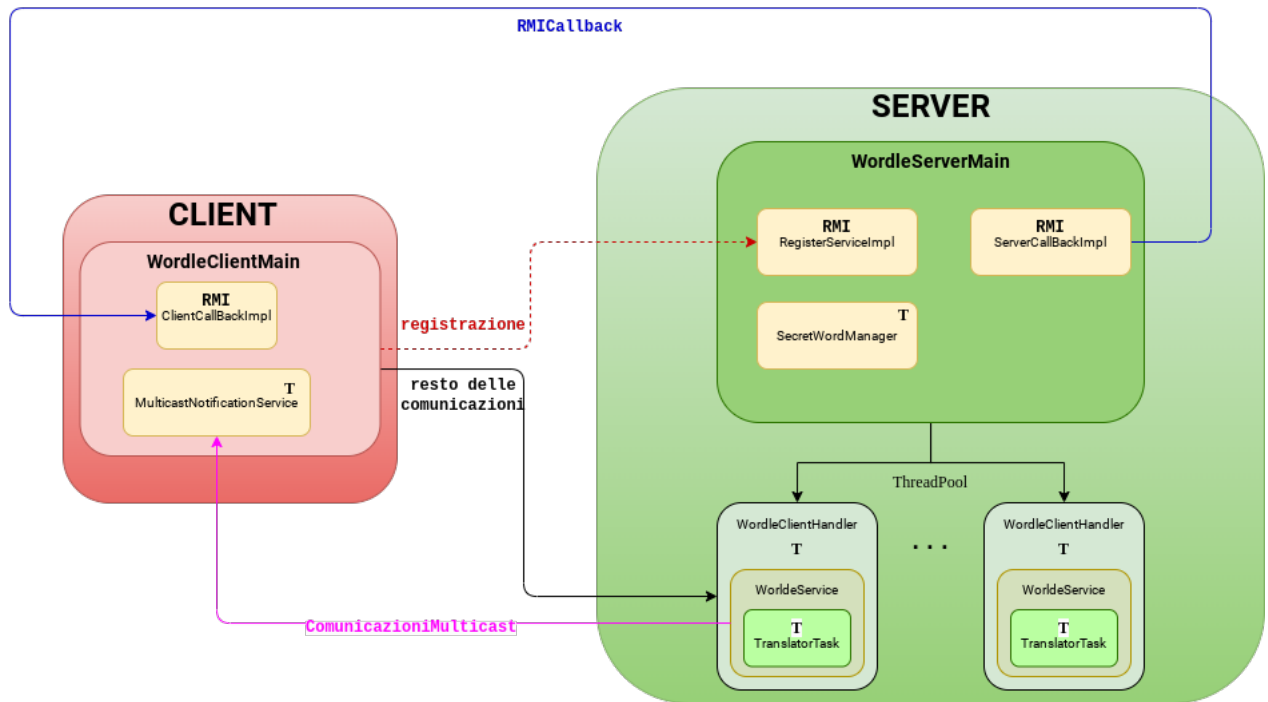 RMICallback
SERVER
WordleServerMain
RMI
RegisterServiceImpl
RMI
ServerCallBackImpl
T
SecretWordManager
CLIENT
WordleClientMain
RMI
ClientCallBackImpl
T
MulticastNotificationService
registrazione
resto delle
comunicazioni
ThreadPool
WordleClientHandler
T
WorldeService
T
TranslatorTask
...
WordleClientHandler
T
WorldeService
T
TranslatorTask
ComunicazioniMulticast